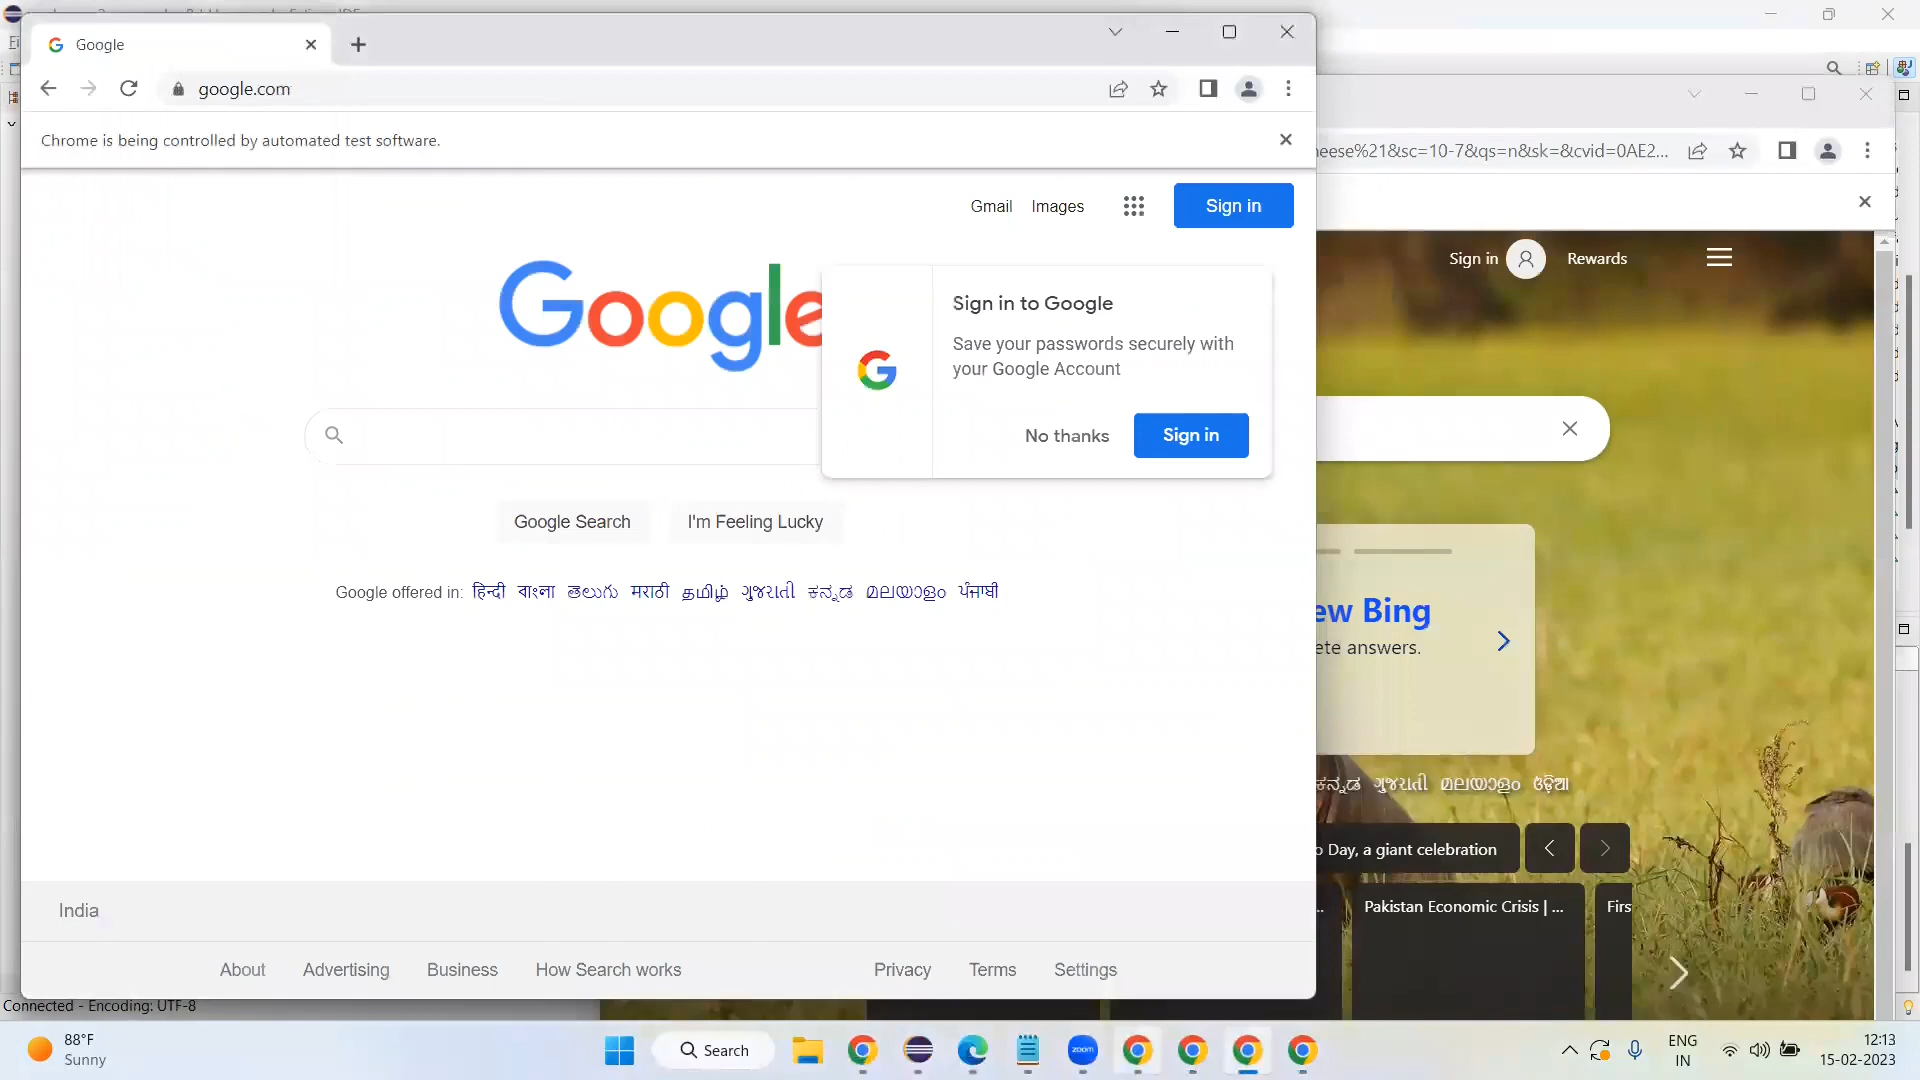 Google
google.com
Chrome is being controlled by automated test software.
Gmail Images Sign in
Google
Sign in to Google
Save your passwords securely with
your Google Account
No thanks Sign in
Google Search I'm Feeling Lucky
Google offered in: हिन्दी বাংলা తెలుగు मराठी தமிழ் ગુજરાતી ಕನ್ನಡ മലയാളം ਪੰਜਾਬੀ
India
About Advertising Business How Search works Privacy Terms Settings
eese%21&sc=10-7&qs=n&sk=&cvid=0AE2...
Sign in Rewards
ew Bing
ete answers.
ಕನ್ನಡ ગુજરાતી മലയാളം ଓଡ଼ିଆ
o Day, a giant celebration
... Pakistan Economic Crisis | ... Firs
Connected - Encoding: UTF-8
88°F
Sunny
Search
zoom
ENG
IN
12:13
15-02-2023